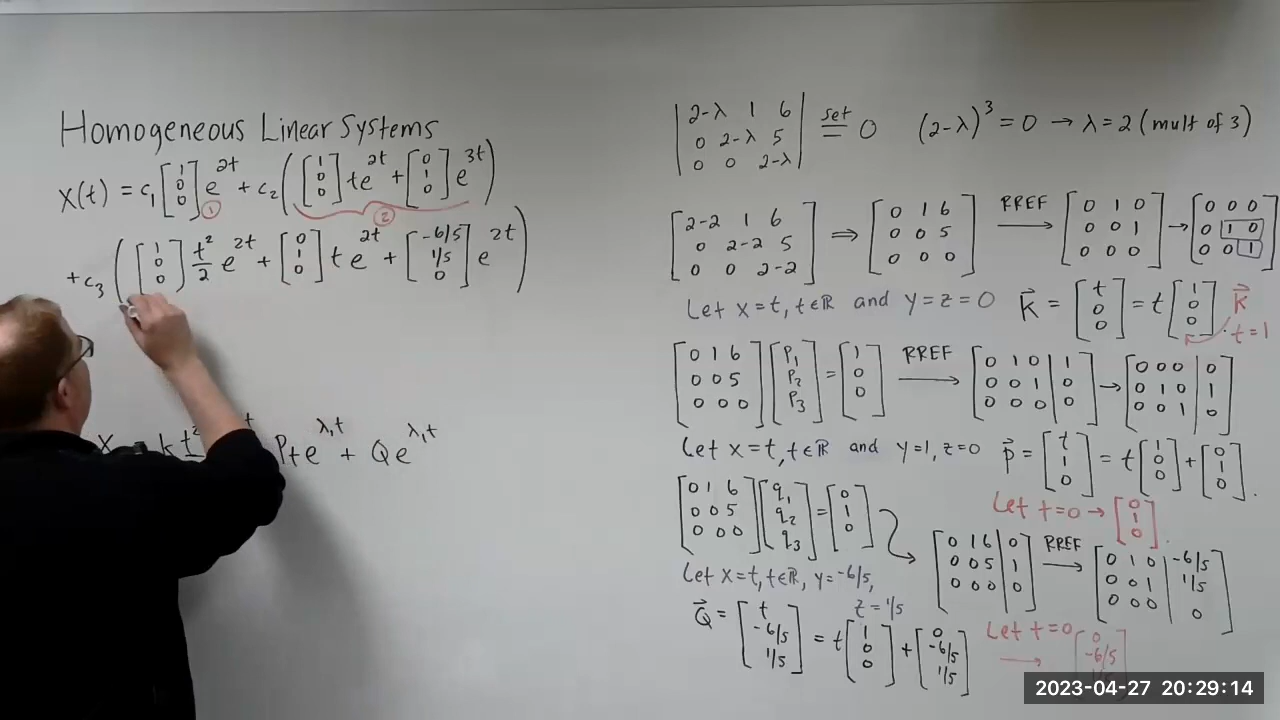 Homogeneous Linear Systems
X(t) = c₁ [1 0 0] e^{2t} + c₂ ( [1 0 0] te^{2t} + [0 1 0] e^{3t} )
① ②
+ c₃ ( [1 0 0] t²/2 e^{2t} + [0 1 0] t e^{2t} + [-6/5 1/5 0] e^{2t} )
X = k t² Pte^{λ₁t} + Qe^{λ₁t}
|2-λ 1 6| set = 0 (2-λ)³ = 0 → λ = 2 (mult of 3)
|0 2-λ 5|
|0 0 2-λ|
[2-2 1 6] ⇒ [0 1 6] RREF → [0 1 0] → [0 0 0]
[0 2-2 5] [0 0 5] [0 0 1] [0 1 0]
[0 0 2-2] [0 0 0] [0 0 0] [0 0 1]
Let x = t, t∈ℝ and y = z = 0 K⃗ = [t 0 0] = t [1 0 0]. K⃗ t = 1
[0 1 6] [P₁] = [1] RREF → [0 1 0 | 1] → [0 0 0 | 0]
[0 0 5] [P₂] [0] [0 0 1 | 0] [0 1 0 | 1]
[0 0 0] [P₃] [0] [0 0 0 | 0] [0 0 1 | 0]
Let x = t, t∈ℝ and y = 1, z = 0 P⃗ = [t 1 0] = t [1 0 0] + [0 1 0].
Let t = 0 → [0 1 0].
[0 1 6] [q₁] = [0]
[0 0 5] [q₂] [1]
[0 0 0] [q₃] [0]
[0 1 6 | 0] RREF → [0 1 0 | -6/5]
[0 0 5 | 1] [0 0 1 | 1/5]
[0 0 0 | 0] [0 0 0 | 0]
Let x = t, t∈ℝ, y = -6/5,
z = 1/5
Q⃗ = [t -6/5 1/5] = t [1 0 0] + [0 -6/5 1/5] Let t = 0 → [0 -6/5
2023-04-27 20:29:14